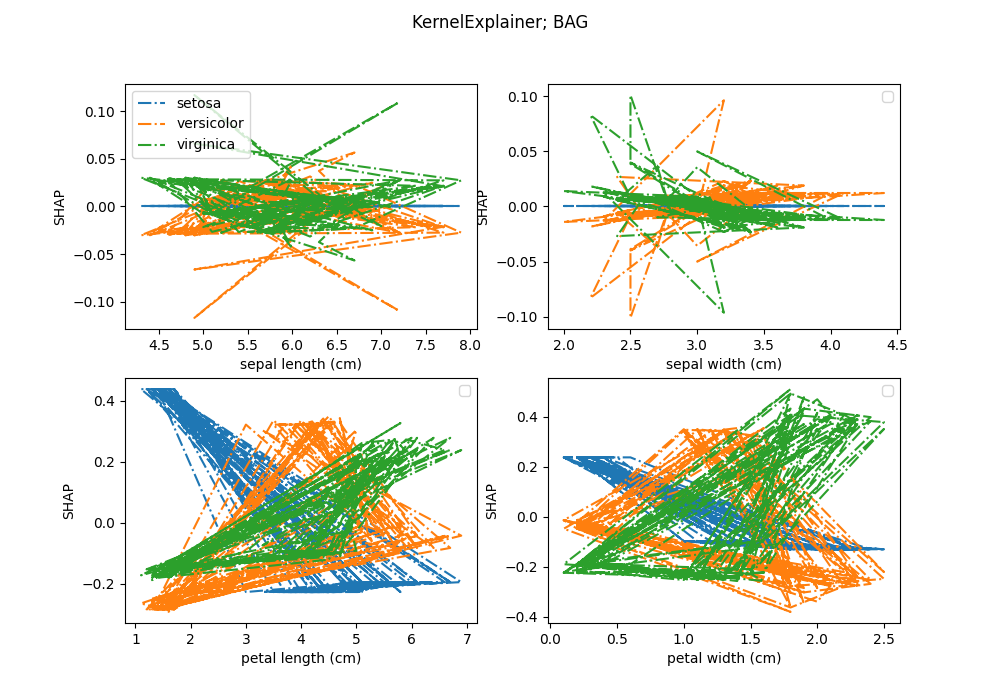 KernelExplainer; BAG
setosa
versicolor
virginica
0.10
0.05
0.00
−0.05
−0.10
SHAP
4.5 5.0 5.5 6.0 6.5 7.0 7.5 8.0
sepal length (cm)
0.10
0.05
0.00
−0.05
−0.10
SHAP
2.0 2.5 3.0 3.5 4.0 4.5
sepal width (cm)
0.4
0.2
0.0
−0.2
SHAP
1 2 3 4 5 6 7
petal length (cm)
0.4
0.2
0.0
−0.2
−0.4
SHAP
0.0 0.5 1.0 1.5 2.0 2.5
petal width (cm)